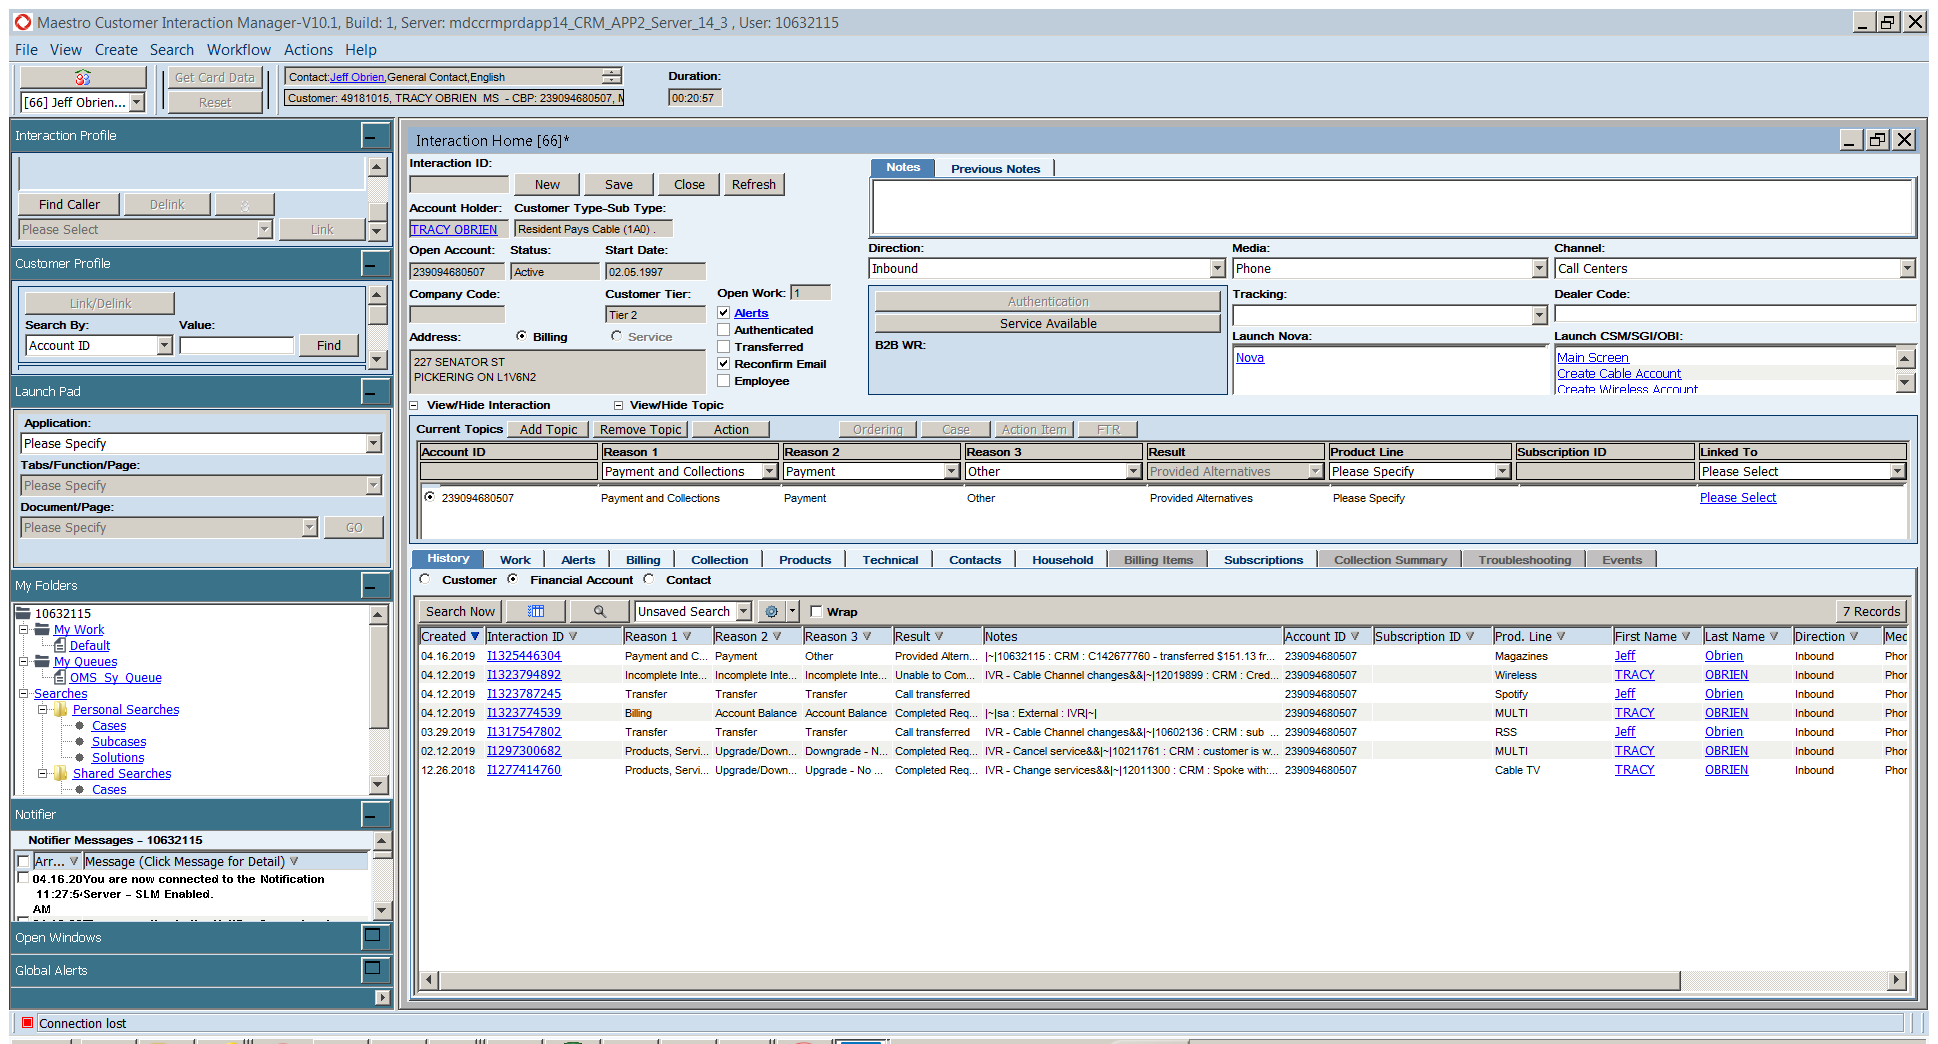 Maestro Customer Interaction Manager-V10.1, Build: 1, Server: mdccrmprdapp14_CRM_APP2_Server_14_3 , User: 10632115
File View Create Search Workflow Actions Help
Get Card Data
[66] Jeff Obrien...
Reset
Contact:Jeff Obrien,General Contact,English
Customer: 49181015, TRACY OBRIEN MS - CBP: 239094680507, M
Duration:
00:20:57
Interaction Profile
Find Caller Delink
Please Select Link
Customer Profile
Link/Delink
Search By: Value:
Account ID Find
Launch Pad
Application:
Please Specify
Tabs/Function/Page:
Please Specify
Document/Page:
Please Specify GO
My Folders
10632115
My Work
Default
My Queues
OMS_Sy_Queue
Searches
Personal Searches
Cases
Subcases
Solutions
Shared Searches
Cases
Notifier
Notifier Messages - 10632115
Arr... Message (Click Message for Detail)
04.16.20You are now connected to the Notification
11:27:54Server - SLM Enabled.
AM
Open Windows
Global Alerts
Interaction Home [66]*
Interaction ID:
New Save Close Refresh
Account Holder: Customer Type-Sub Type:
TRACY OBRIEN Resident Pays Cable (1A0) .
Open Account: Status: Start Date:
239094680507 Active 02.05.1997
Company Code: Customer Tier: Open Work: 1
Tier 2
Alerts
Authenticated
Transferred
Reconfirm Email
Employee
Address: Billing Service
227 SENATOR ST
PICKERING ON L1V6N2
Notes Previous Notes
Direction: Media: Channel:
Inbound Phone Call Centers
Authentication
Service Available
B2B WR:
Tracking: Dealer Code:
Launch Nova: Launch CSM/SGI/OBI:
Nova
Main Screen
Create Cable Account
Create Wireless Account
View/Hide Interaction View/Hide Topic
Current Topics Add Topic Remove Topic Action Ordering Case Action Item FTR
Account ID Reason 1 Reason 2 Reason 3 Result Product Line Subscription ID Linked To
Payment and Collections Payment Other Provided Alternatives Please Specify Please Select
239094680507 Payment and Collections Payment Other Provided Alternatives Please Specify Please Select
History Work Alerts Billing Collection Products Technical Contacts Household Billing Items Subscriptions Collection Summary Troubleshooting Events
Customer Financial Account Contact
Search Now Unsaved Search Wrap 7 Records
Created Interaction ID Reason 1 Reason 2 Reason 3 Result Notes Account ID Subscription ID Prod. Line First Name Last Name Direction Med
04.16.2019 I1325446304 Payment and C... Payment Other Provided Altern... |~|10632115 : CRM : C142677760 - transferred $151.13 fr... 239094680507 Magazines Jeff Obrien Inbound Phor
04.12.2019 I1323794892 Incomplete Inte... Incomplete Inte... Incomplete Inte... Unable to Com... IVR - Cable Channel changes&&|~|12019899 : CRM : Cred... 239094680507 Wireless TRACY OBRIEN Inbound Phor
04.12.2019 I1323787245 Transfer Transfer Transfer Call transferred 239094680507 Spotify Jeff Obrien Inbound Phor
04.12.2019 I1323774539 Billing Account Balance Account Balance Completed Req... |~|sa : External : IVR|~| 239094680507 MULTI TRACY OBRIEN Inbound Phor
03.29.2019 I1317547802 Transfer Transfer Transfer Call transferred IVR - Cable Channel changes&&|~|10602136 : CRM : sub ... 239094680507 RSS Jeff Obrien Inbound Phor
02.12.2019 I1297300682 Products, Servi... Upgrade/Down... Downgrade - N... Completed Req... IVR - Cancel service&&|~|10211761 : CRM : customer is w... 239094680507 MULTI TRACY OBRIEN Inbound Phor
12.26.2018 I1277414760 Products, Servi... Upgrade/Down... Upgrade - No ... Completed Req... IVR - Change services&&|~|12011300 : CRM : Spoke with:... 239094680507 Cable TV TRACY OBRIEN Inbound Phor
Connection lost